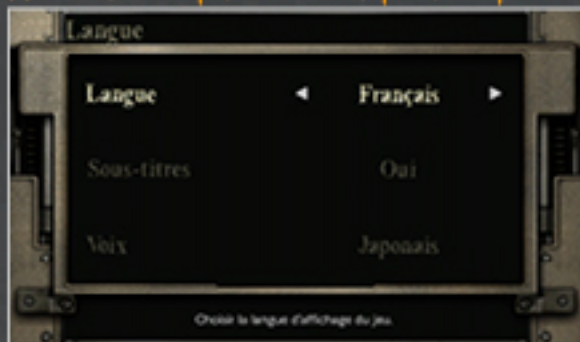 Langue
Langue ◄ Français ►
Sous-titres Oui
Voix Japonais
Choisir la langue d'affichage du jeu.